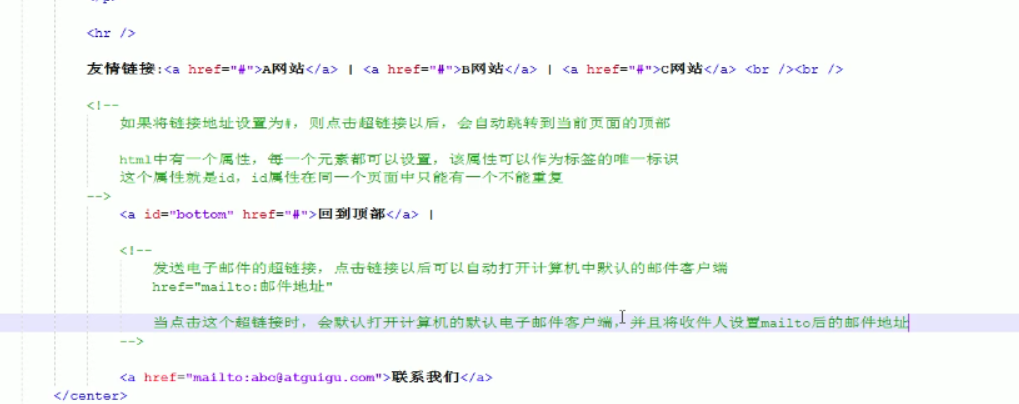 <hr />
友情链接:<a href="#">A网站</a> | <a href="#">B网站</a> | <a href="#">C网站</a> <br /><br />
<!--
如果将链接地址设置为#，则点击超链接以后，会自动跳转到当前页面的顶部
html中有一个属性，每一个元素都可以设置，该属性可以作为标签的唯一标识
这个属性就是id，id属性在同一个页面中只能有一个不能重复
-->
<a id="bottom" href="#">回到顶部</a> |
<!--
发送电子邮件的超链接，点击链接以后可以自动打开计算机中默认的邮件客户端
href="mailto:邮件地址"
当点击这个超链接时，会默认打开计算机的默认电子邮件客户端，并且将收件人设置mailto后的邮件地址
-->
<a href="mailto:abc@atguigu.com">联系我们</a>
</center>